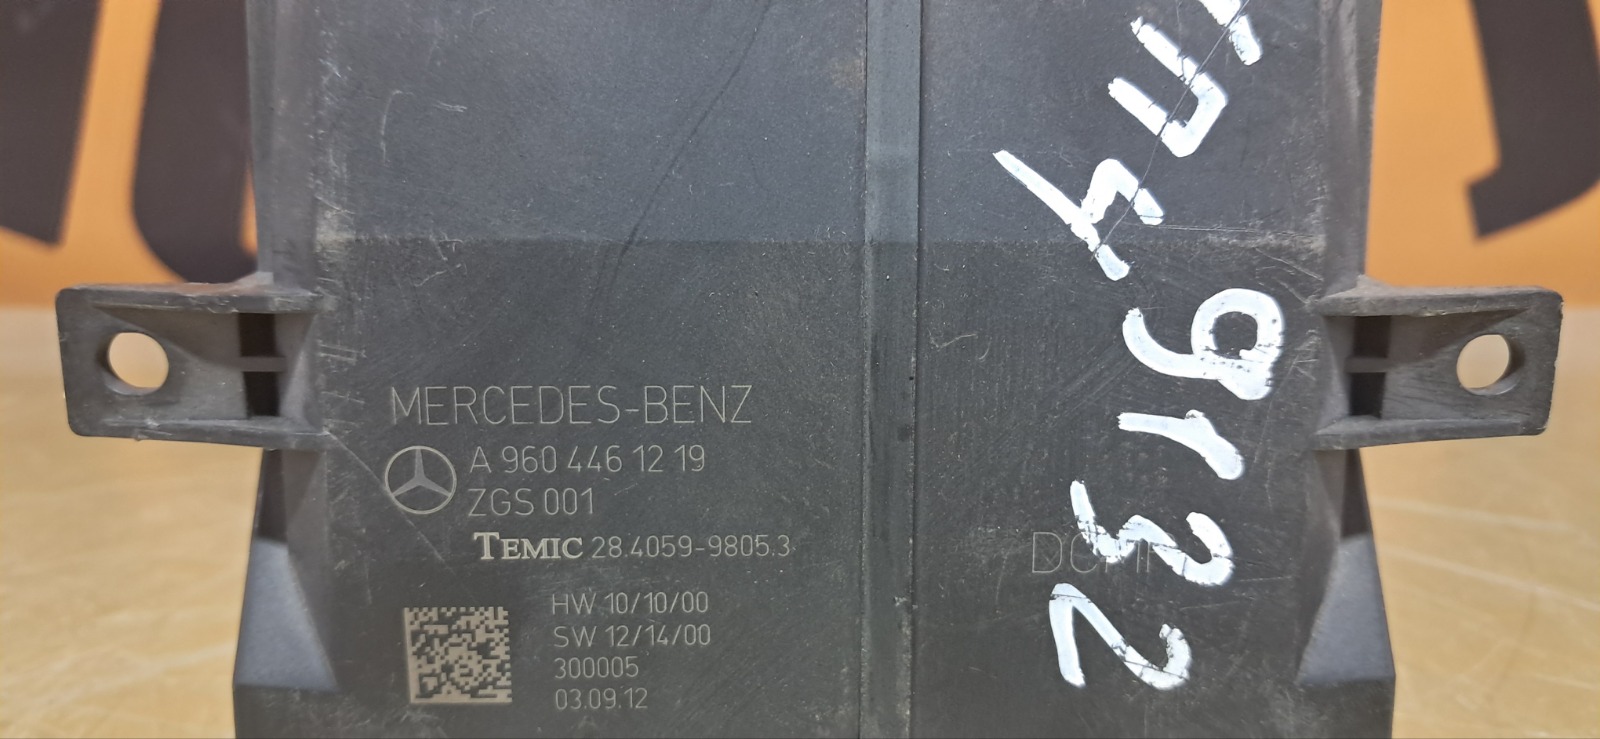 MERCEDES-BENZ
A 960 446 12 19
ZGS 001
TEMIC 28.4059-9805.3
HW 10/10/00
SW 12/14/00
300005
03.09.12
9132